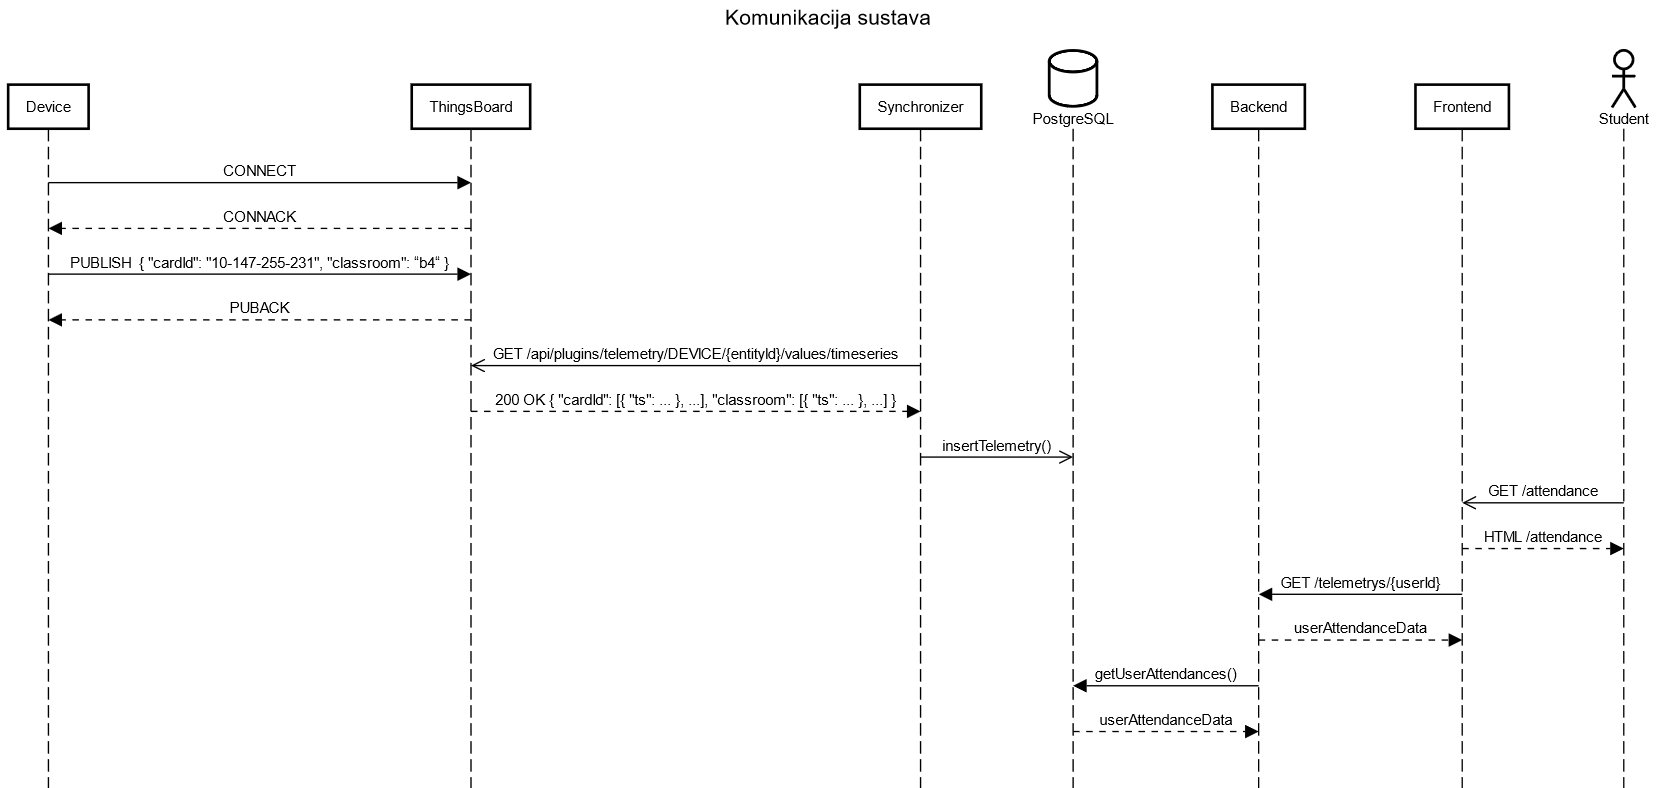 Komunikacija sustava
Device
ThingsBoard
Synchronizer
PostgreSQL
Backend
Frontend
Student
CONNECT
CONNACK
PUBLISH { "cardId": "10-147-255-231", "classroom": “b4“ }
PUBACK
GET /api/plugins/telemetry/DEVICE/{entityId}/values/timeseries
200 OK { "cardId": [{ "ts": ... }, ...], "classroom": [{ "ts": ... }, ...] }
insertTelemetry()
GET /attendance
HTML /attendance
GET /telemetrys/{userId}
userAttendanceData
getUserAttendances()
userAttendanceData